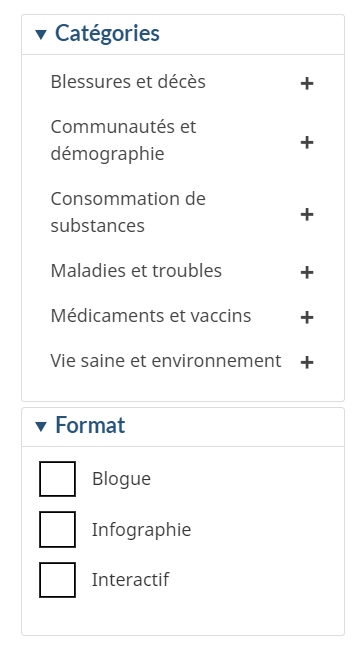 Catégories
Blessures et décès +
Communautés et
démographie +
Consommation de
substances +
Maladies et troubles +
Médicaments et vaccins +
Vie saine et environnement +
Format
Blogue
Infographie
Interactif